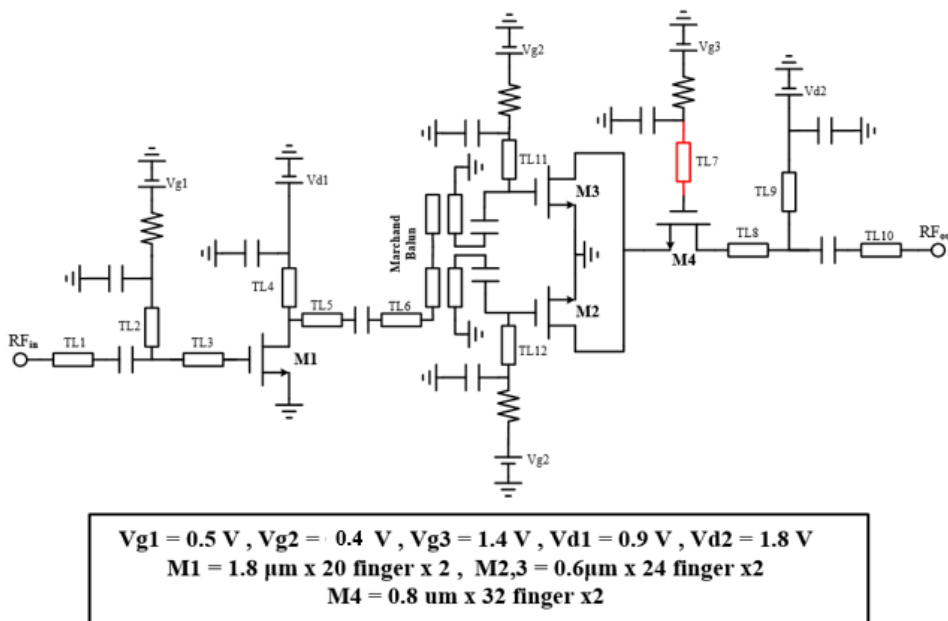 Vg2
Vg3
Vd2
TL11
TL7
M3
TL9
Vg1
Vd1
Marchand
Balun
TL8
TL10
M4
TL4
TL2
TL5
TL6
M2
RFin
TL1
TL3
M1
TL12
Vg2
Vg1 = 0.5 V , Vg2 = 0.4 V , Vg3 = 1.4 V , Vd1 = 0.9 V , Vd2 = 1.8 V
M1 = 1.8 µm x 20 finger x 2 , M2,3 = 0.6µm x 24 finger x2
M4 = 0.8 um x 32 finger x2